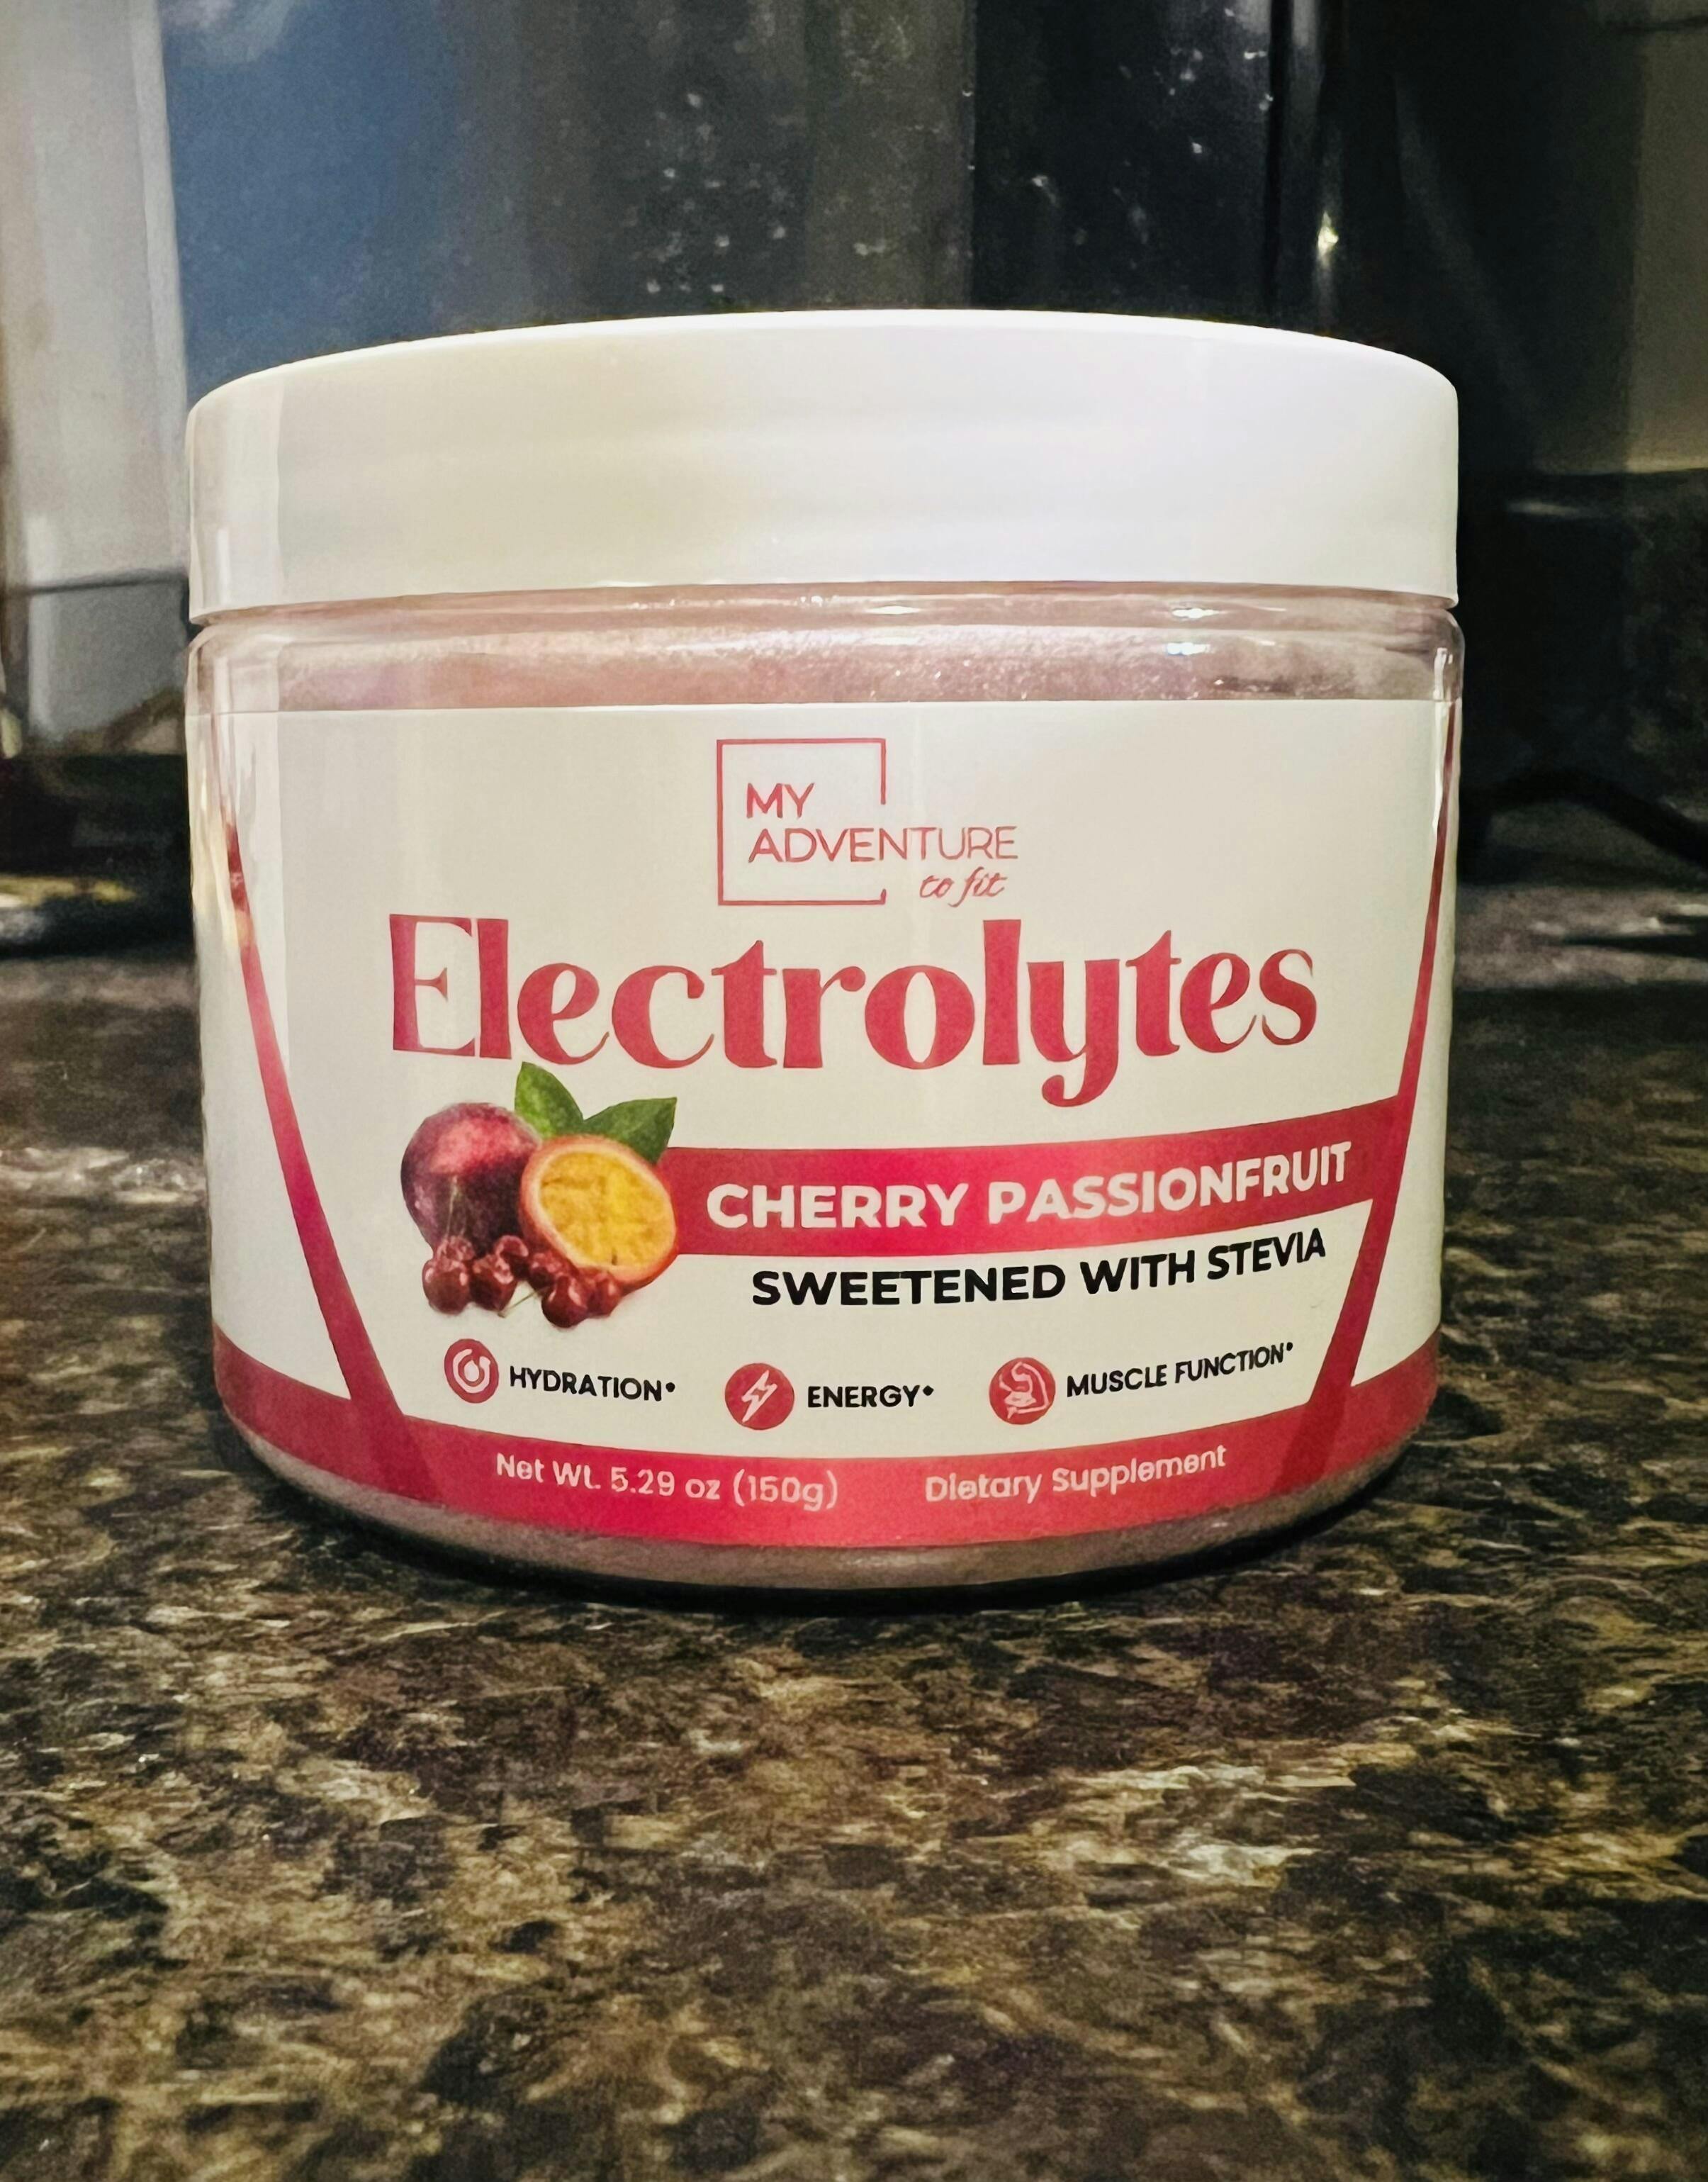 MY
ADVENTURE
to fit
Electrolytes
CHERRY PASSIONFRUIT
SWEETENED WITH STEVIA
HYDRATION* ENERGY* MUSCLE FUNCTION*
Net Wt. 5.29 oz (150g) Dietary Supplement